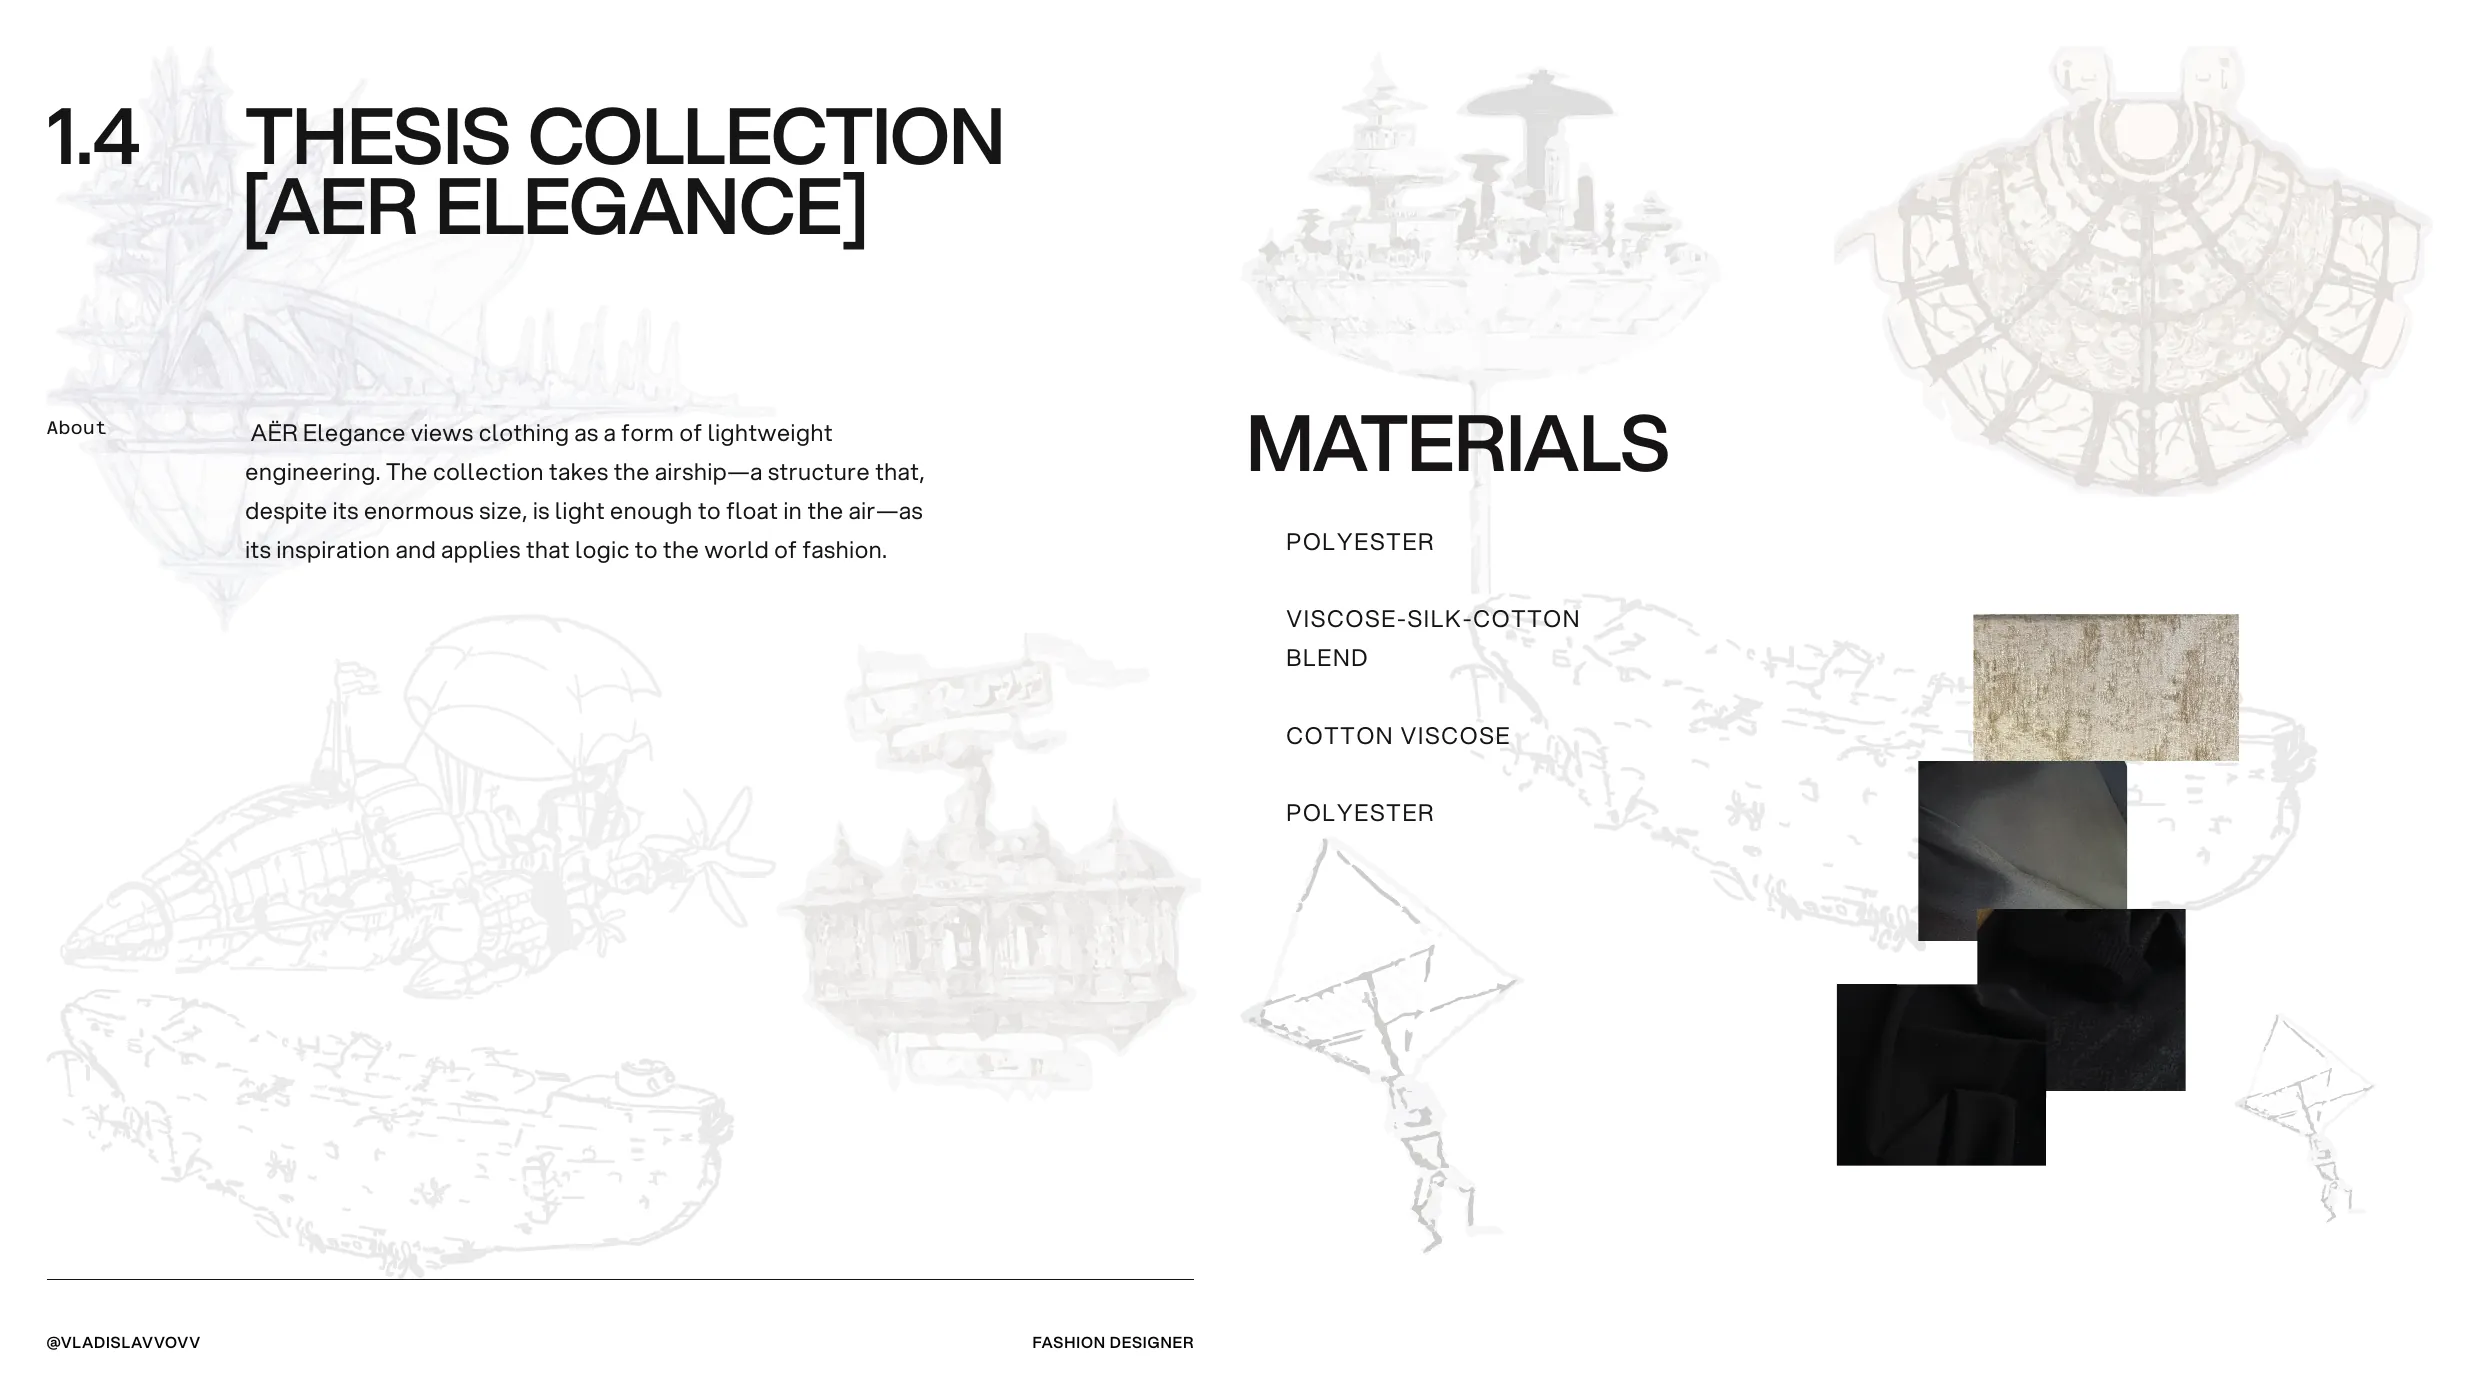 1.4
THESIS COLLECTION
[AER ELEGANCE]
About
AËR Elegance views clothing as a form of lightweight
engineering. The collection takes the airship—a structure that,
despite its enormous size, is light enough to float in the air—as
its inspiration and applies that logic to the world of fashion.
MATERIALS
POLYESTER
VISCOSE-SILK-COTTON
BLEND
COTTON VISCOSE
POLYESTER
@VLADISLAVVOVV
FASHION DESIGNER